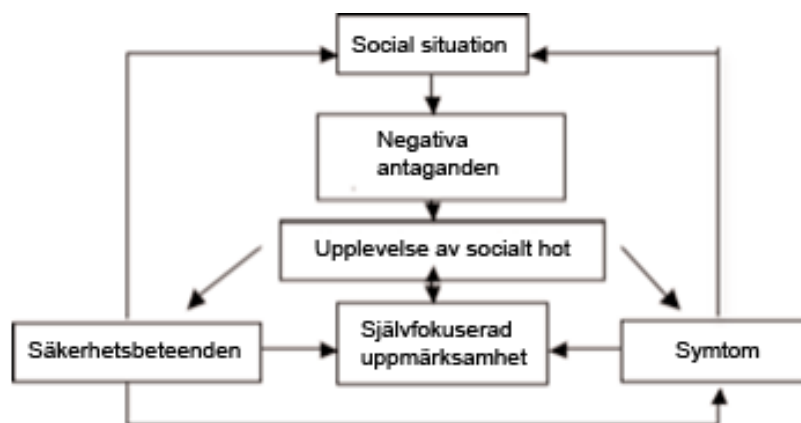 Social situation
Negativa
antaganden
Upplevelse av socialt hot
Säkerhetsbeteenden
Självfokuserad
uppmärksamhet
Symtom